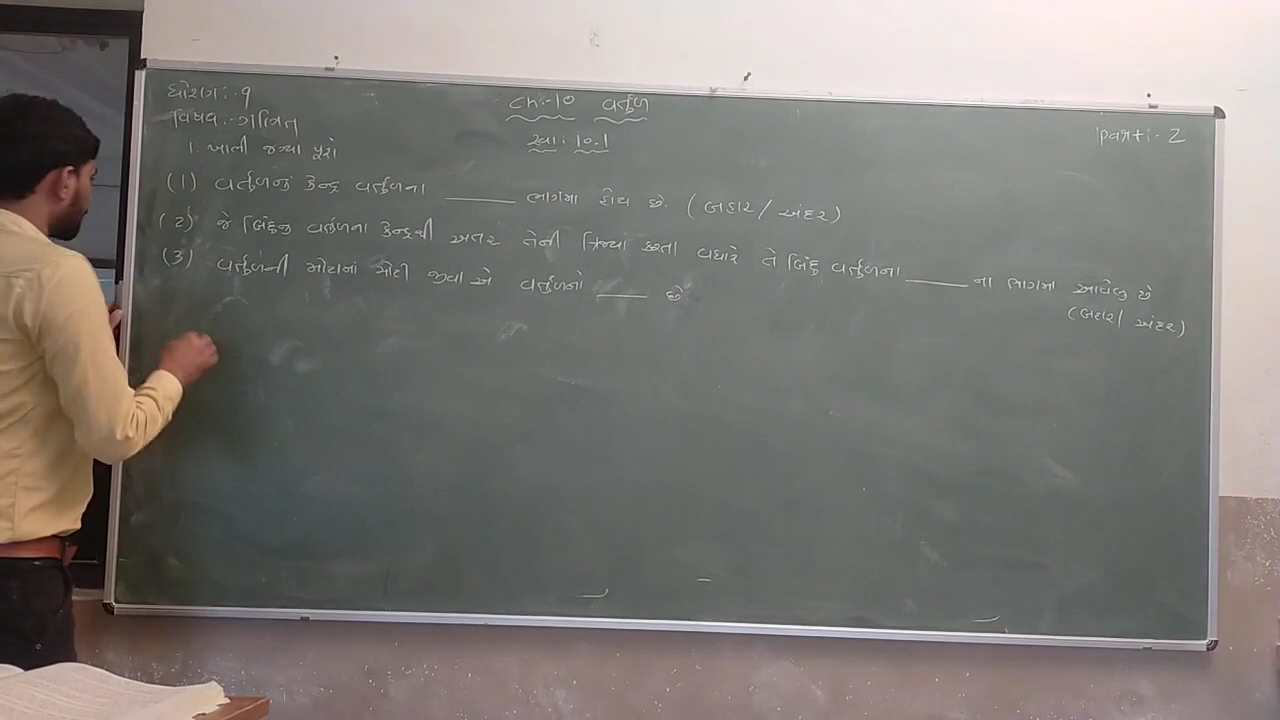 ધોરણ:-9
વિષય:-ગણિત
Ch:-10 વર્તુળ
સ્વા: 10.1
Part:-2
1. ખાલી જગ્યા પૂરો
(1) વર્તુળનું કેન્દ્ર વર્તુળના _____ ભાગમા હોય છે. (બહાર / અંદર)
(2) જે બિંદુનું વર્તુળના કેન્દ્રથી અંતર તેની ત્રિજ્યા કરતા વધારે તે બિંદુ વર્તુળના _____ ના ભાગમા આવેલુ છે
(બહાર/ અંદર)
(3) વર્તુળની મોટામાં મોટી જીવા એ વર્તુળનો ____ છે.